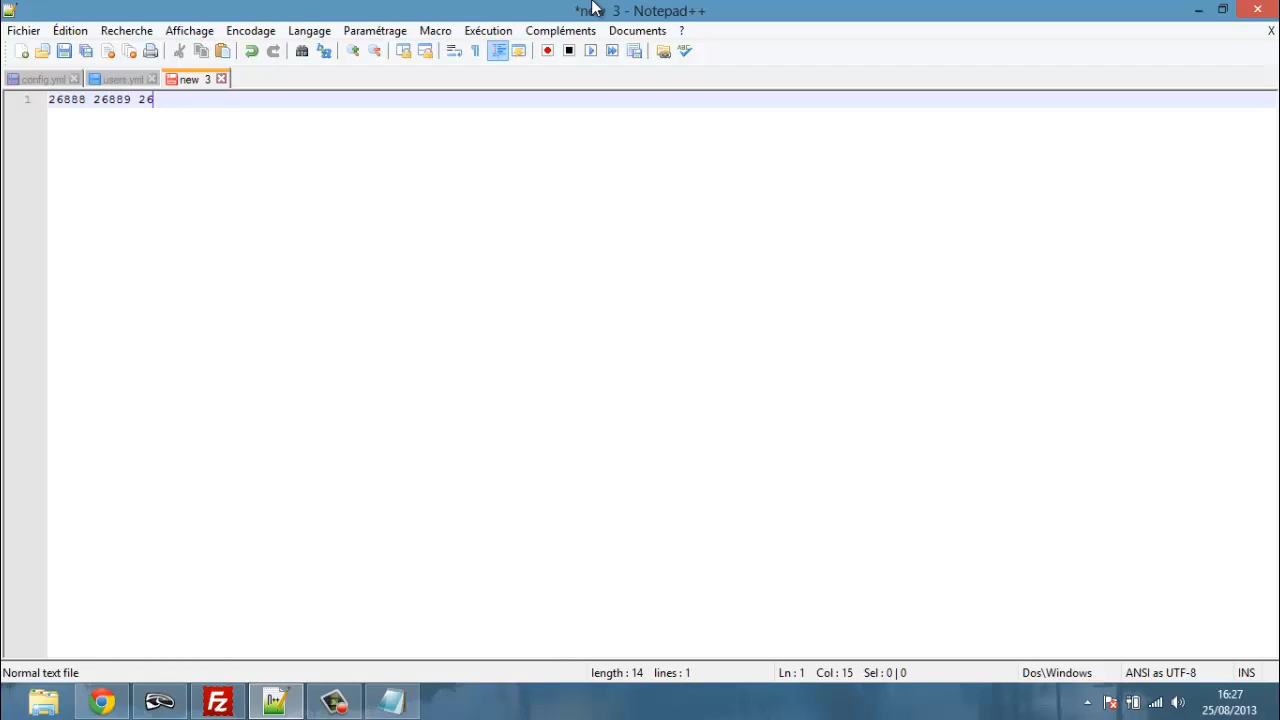 *new 3 - Notepad++
Fichier Édition Recherche Affichage Encodage Langage Paramétrage Macro Exécution Compléments Documents ? X
config.yml users.yml new 3
1 26888 26889 26
Normal text file length : 14 lines : 1 Ln : 1 Col : 15 Sel : 0 | 0 Dos\Windows ANSI as UTF-8 INS
16:27
25/08/2013